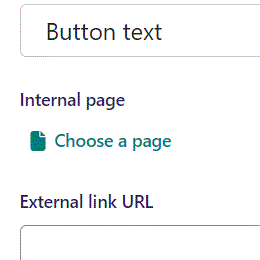 Button text
Internal page
Choose a page
External link URL